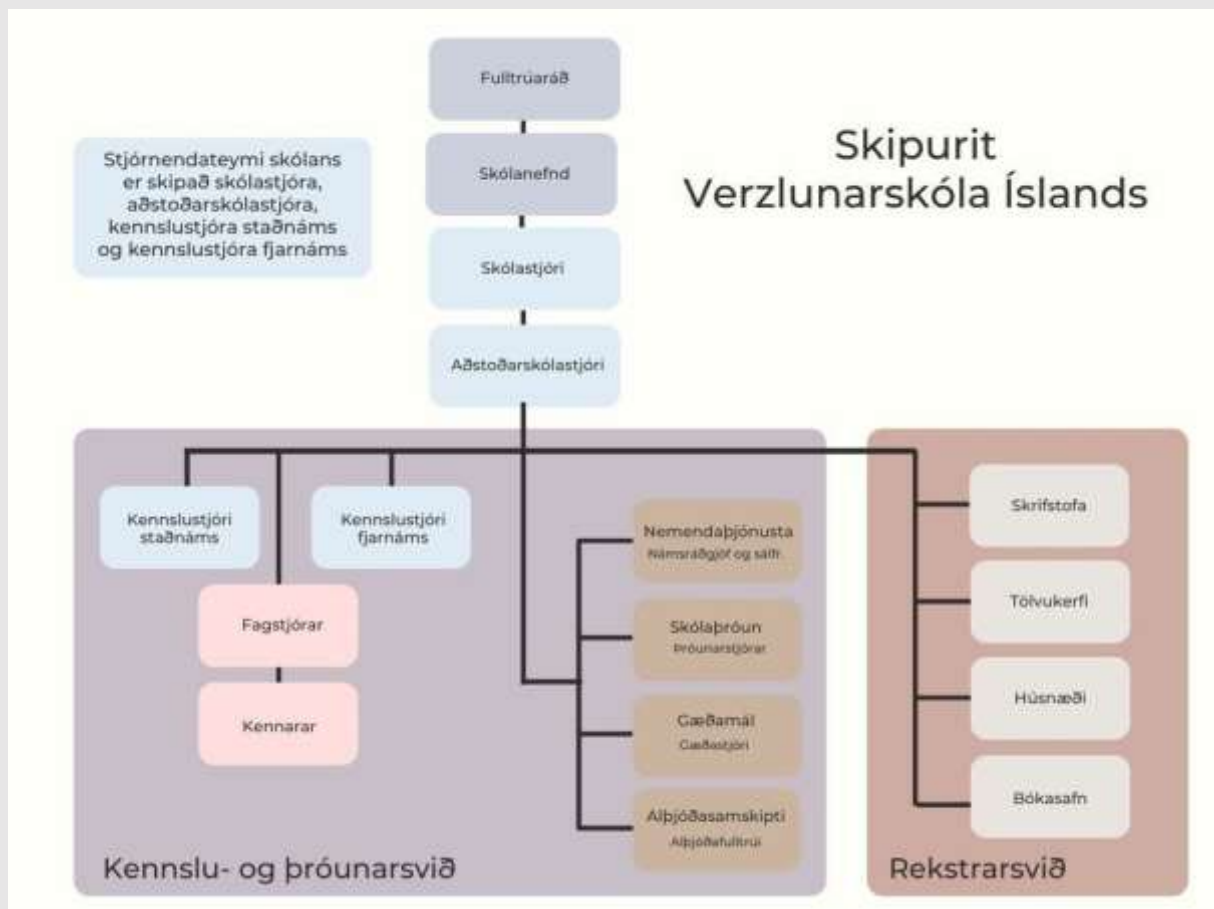 Fulltrúaráð
Stjórnendateymi skólans
er skipað skólastjóra,
aðstoðarskólastjóra,
kennslustjóra staðnáms
og kennslustjóra fjarnáms
Skipurit
Verzlunarskóla Íslands
Skólanefnd
Skólastjóri
Aðstoðarskólastjóri
Kennslustjóri
staðnáms
Kennslustjóri
fjarnáms
Fagstjórar
Kennarar
Nemendaþjónusta
Námsráðgjöf og sálfr.
Skólaþróun
Þróunarstjórar
Gæðamál
Gæðastjóri
Alþjóðasamskipti
Alþjóðafulltrúi
Kennslu- og þróunarsvið
Skrifstofa
Tölvukerfi
Húsnæði
Bókasafn
Rekstrarsvið